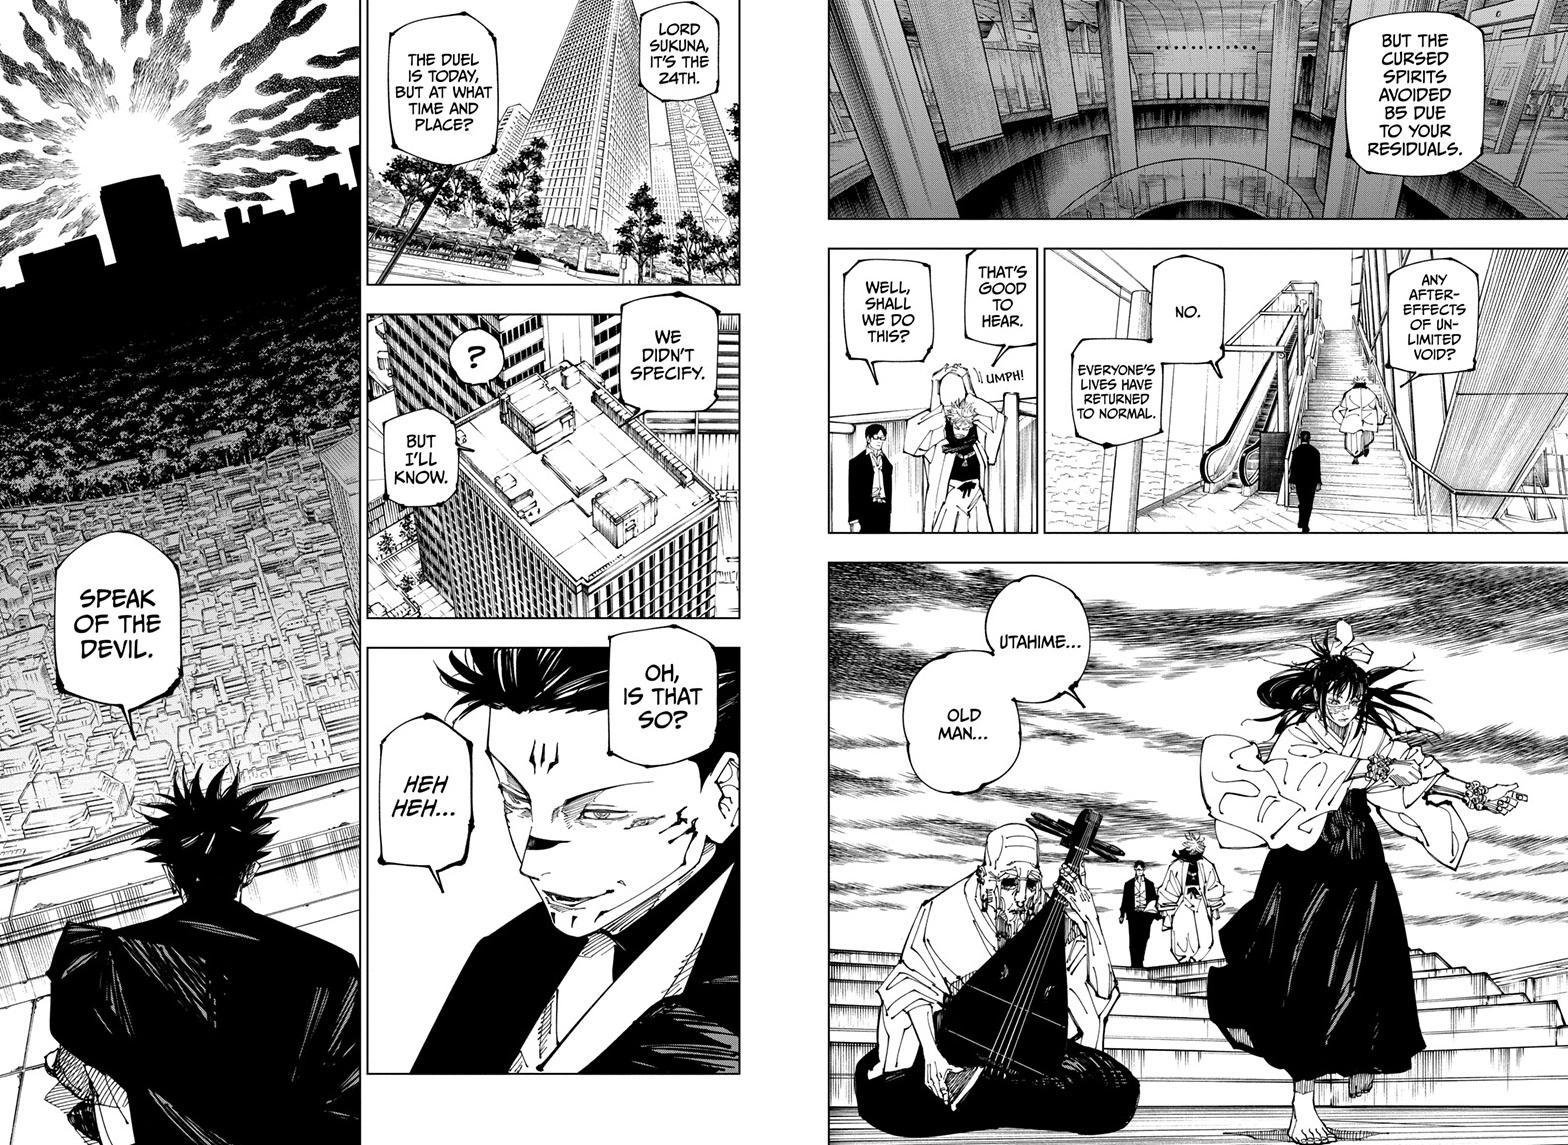 BUT THE
CURSED
SPIRITS
AVOIDED
B5 DUE
TO YOUR
RESIDUALS.
ANY
AFTER-
EFFECTS
OF UN-
LIMITED
VOID?
NO.
EVERYONE'S
LIVES HAVE
RETURNED
TO NORMAL.
THAT'S
GOOD
TO
HEAR.
UMPH!
WELL,
SHALL
WE DO
THIS?
UTAHIME...
OLD
MAN...
LORD
SUKUNA,
IT'S THE
24TH.
THE DUEL
IS TODAY,
BUT AT WHAT
TIME AND
PLACE?
WE
DIDN'T
SPECIFY.
?
BUT
I'LL
KNOW.
OH,
IS THAT
SO?
HEH
HEH...
SPEAK
OF THE
DEVIL.